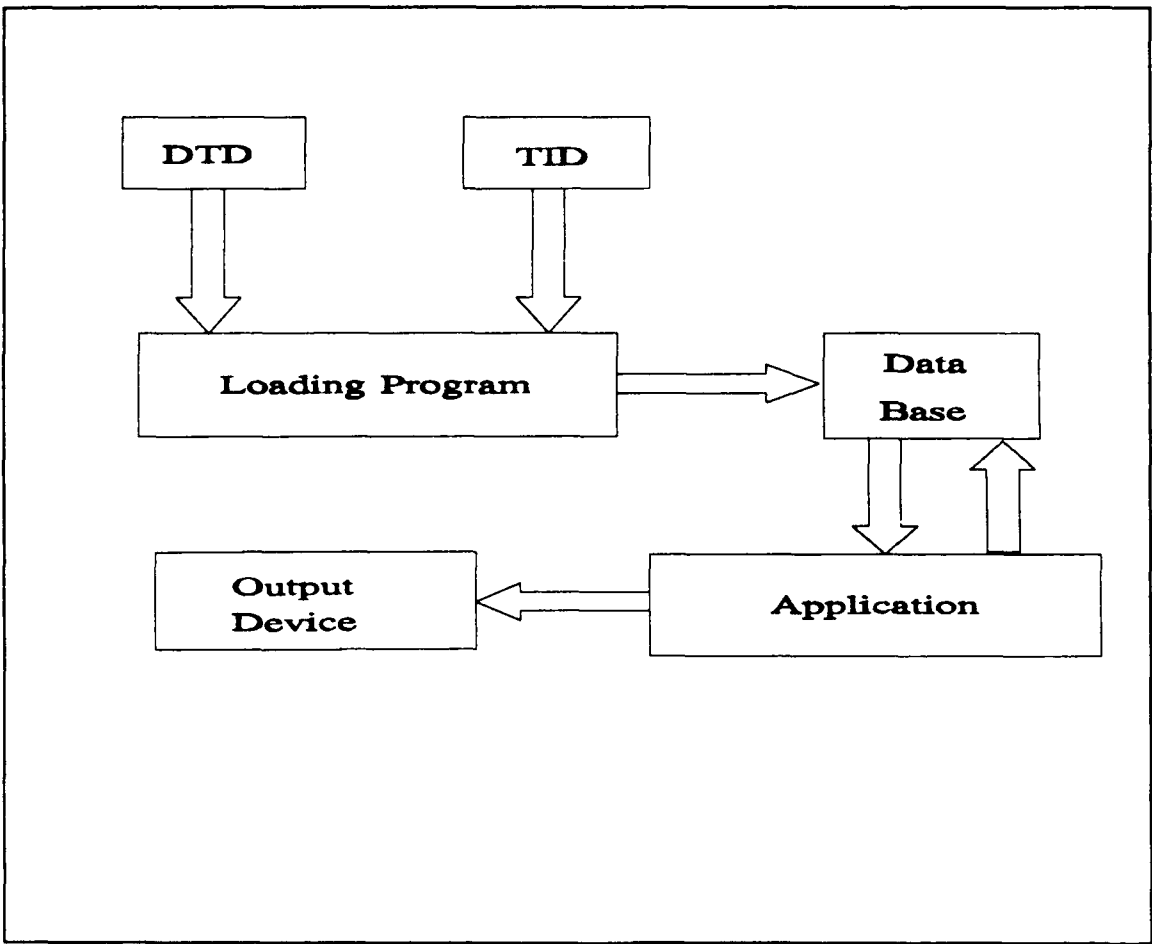 DTD
TID
Loading Program
Data
Base
Output
Device
Application